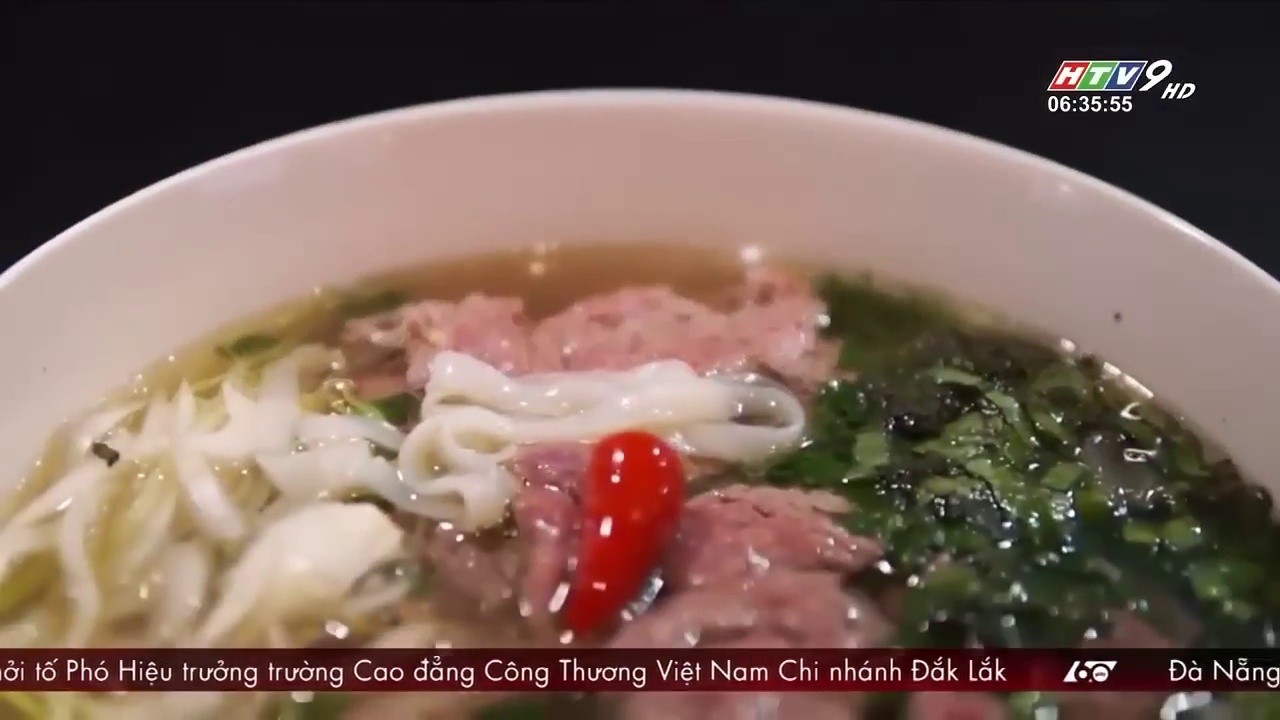 HTV9 HD
06:35:55
tố Phó Hiệu trưởng trường Cao đẳng Công Thương Việt Nam Chi nhánh Đắk Lắk 60 Đà Nẵng